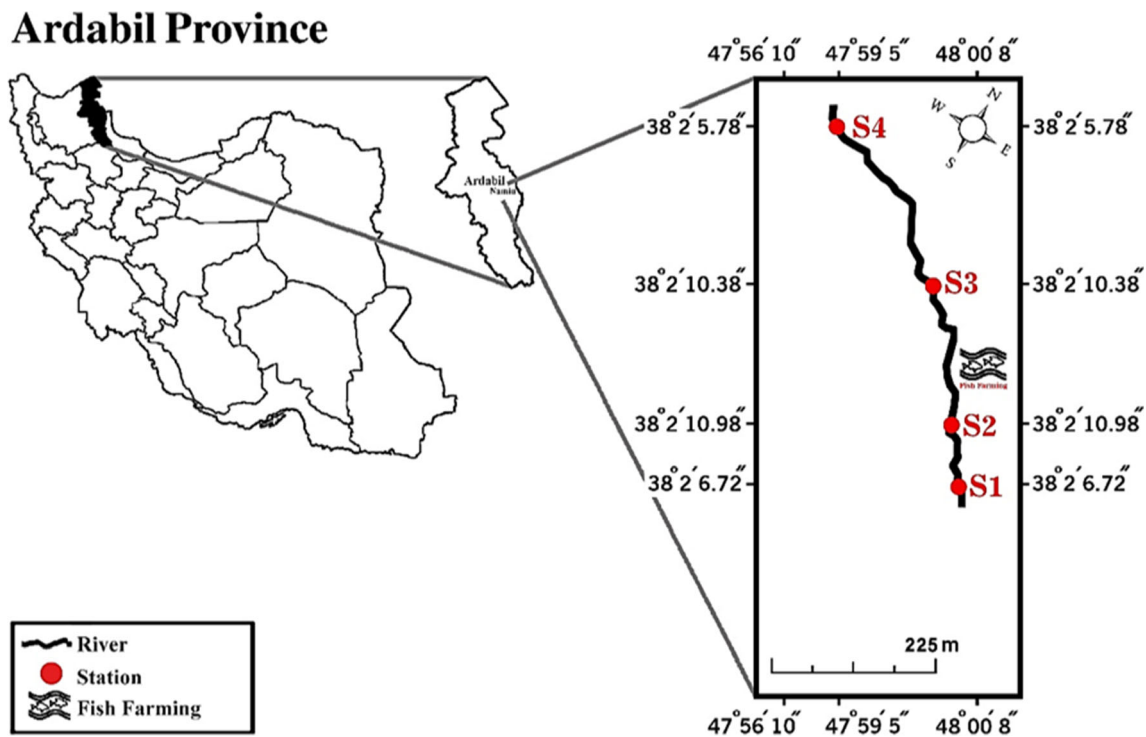 Ardabil Province
47°56′10″ 47°59′5″ 48°00′8″
N
W
E
S
38°2′5.78″ S4 38°2′5.78″
Ardabil
Namin
38°2′10.38″ S3 38°2′10.38″
Fish Farming
38°2′10.98″ S2 38°2′10.98″
38°2′6.72″ S1 38°2′6.72″
225 m
River
Station
Fish Farming
47°56′10″ 47°59′5″ 48°00′8″